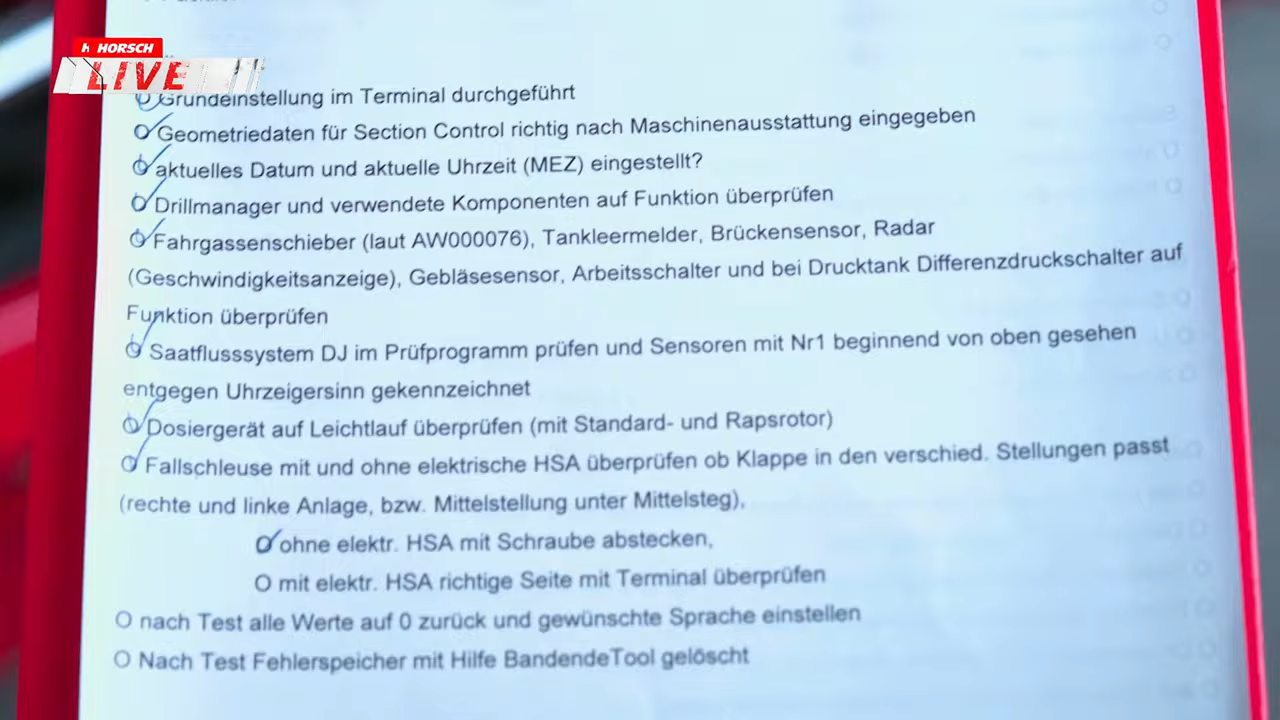 HORSCH
LIVE
Grundeinstellung im Terminal durchgeführt
O Geometriedaten für Section Control richtig nach Maschinenausstattung eingegeben
O aktuelles Datum und aktuelle Uhrzeit (MEZ) eingestellt?
O Drillmanager und verwendete Komponenten auf Funktion überprüfen
O Fahrgassenschieber (laut AW000076), Tankleermelder, Brückensensor, Radar
(Geschwindigkeitsanzeige), Gebläsesensor, Arbeitsschalter und bei Drucktank Differenzdruckschalter auf
Funktion überprüfen
O Saatflusssystem DJ im Prüfprogramm prüfen und Sensoren mit Nr1 beginnend von oben gesehen
entgegen Uhrzeigersinn gekennzeichnet
O Dosiergerät auf Leichtlauf überprüfen (mit Standard- und Rapsrotor)
O Fallschleuse mit und ohne elektrische HSA überprüfen ob Klappe in den verschied. Stellungen passt
(rechte und linke Anlage, bzw. Mittelstellung unter Mittelsteg),
O ohne elektr. HSA mit Schraube abstecken,
O mit elektr. HSA richtige Seite mit Terminal überprüfen
O nach Test alle Werte auf 0 zurück und gewünschte Sprache einstellen
O Nach Test Fehlerspeicher mit Hilfe BandendeTool gelöscht